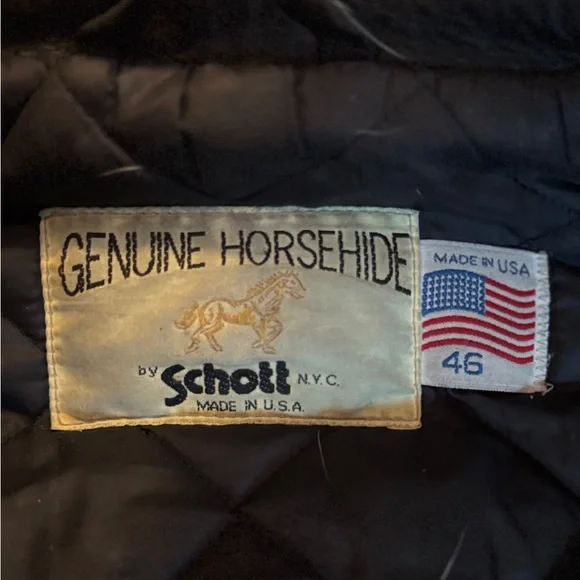 GENUINE HORSEHIDE
by Schott N.Y.C.
MADE IN U.S.A.
MADE IN USA
46